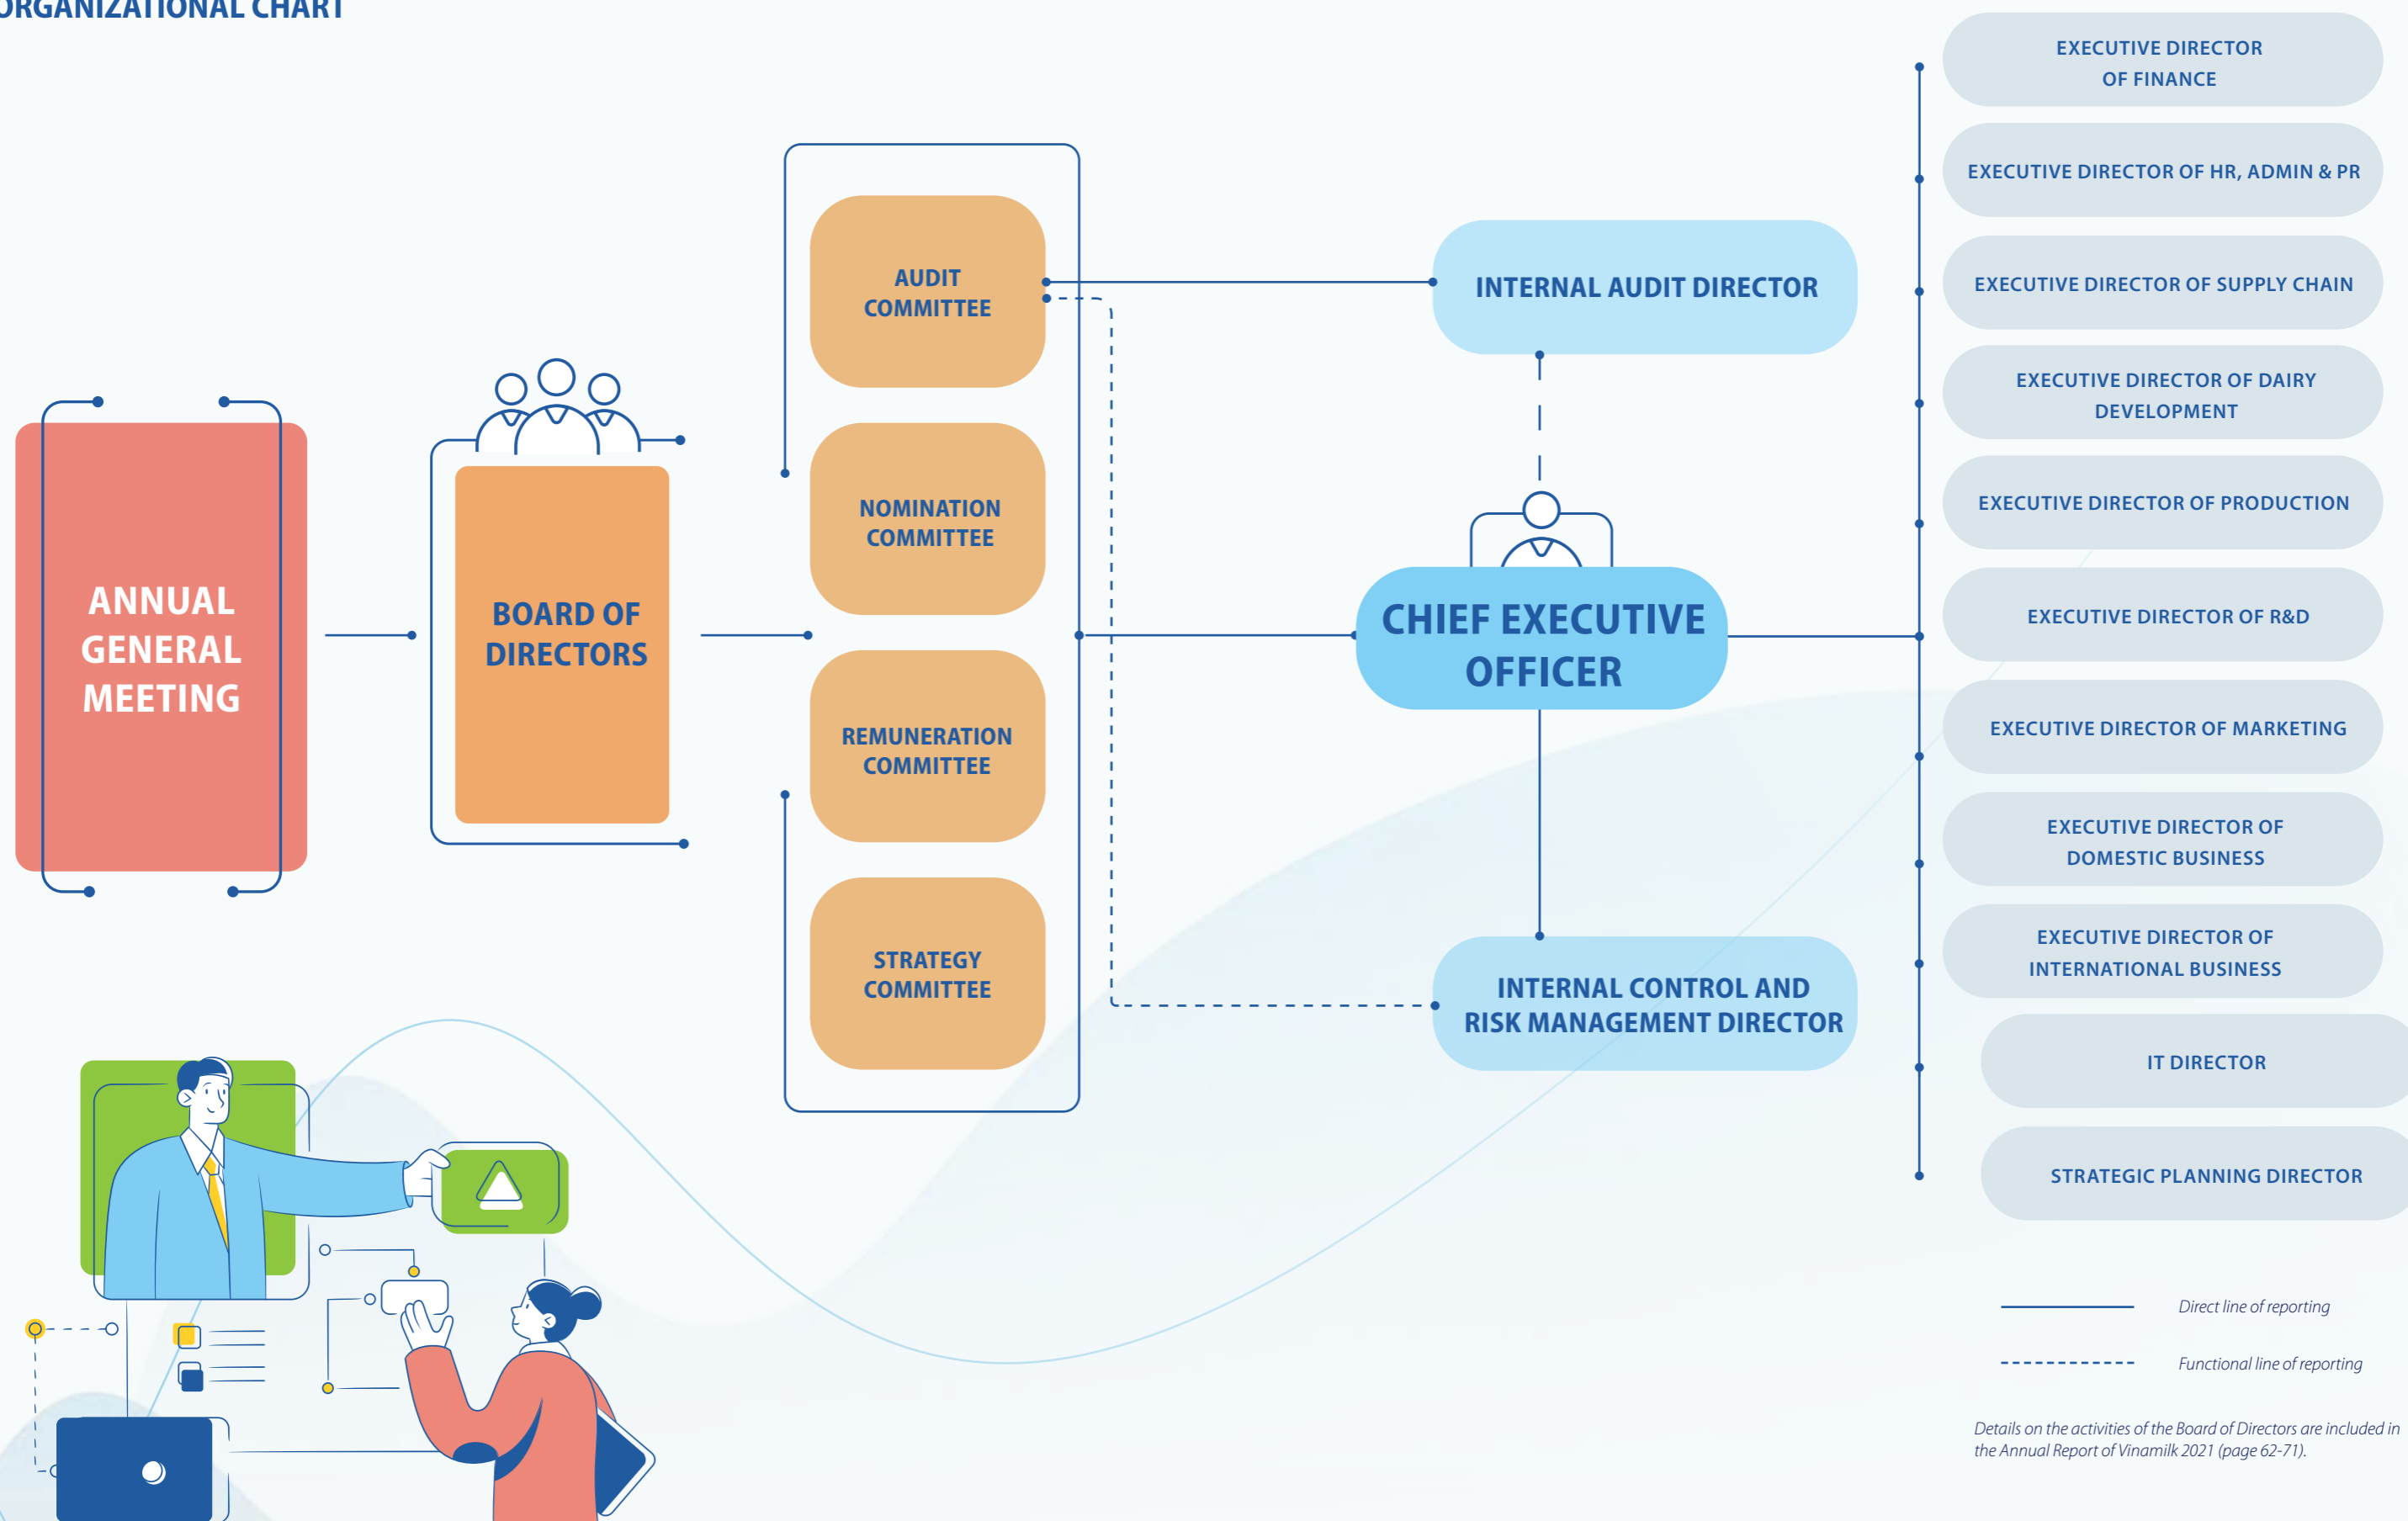 ORGANIZATIONAL CHART
ANNUAL
GENERAL
MEETING
BOARD OF
DIRECTORS
AUDIT
COMMITTEE
NOMINATION
COMMITTEE
REMUNERATION
COMMITTEE
STRATEGY
COMMITTEE
INTERNAL AUDIT DIRECTOR
CHIEF EXECUTIVE
OFFICER
INTERNAL CONTROL AND
RISK MANAGEMENT DIRECTOR
EXECUTIVE DIRECTOR
OF FINANCE
EXECUTIVE DIRECTOR OF HR, ADMIN & PR
EXECUTIVE DIRECTOR OF SUPPLY CHAIN
EXECUTIVE DIRECTOR OF DAIRY
DEVELOPMENT
EXECUTIVE DIRECTOR OF PRODUCTION
EXECUTIVE DIRECTOR OF R&D
EXECUTIVE DIRECTOR OF MARKETING
EXECUTIVE DIRECTOR OF
DOMESTIC BUSINESS
EXECUTIVE DIRECTOR OF
INTERNATIONAL BUSINESS
IT DIRECTOR
STRATEGIC PLANNING DIRECTOR
Direct line of reporting
Functional line of reporting
Details on the activities of the Board of Directors are included in
the Annual Report of Vinamilk 2021 (page 62-71).